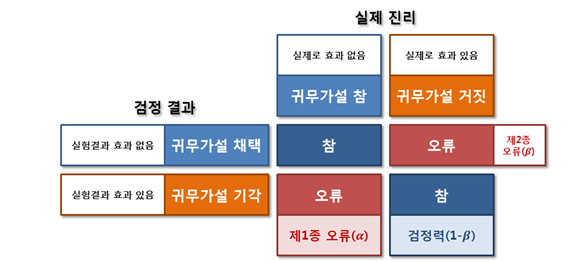 실제 진리
실제로 효과 없음
실제로 효과 있음
귀무가설 참
귀무가설 거짓
검정 결과
실험결과 효과 없음
귀무가설 채택
참
오류
제2종
오류(β)
실험결과 효과 있음
귀무가설 기각
오류
참
제1종 오류(α)
검정력(1-β)